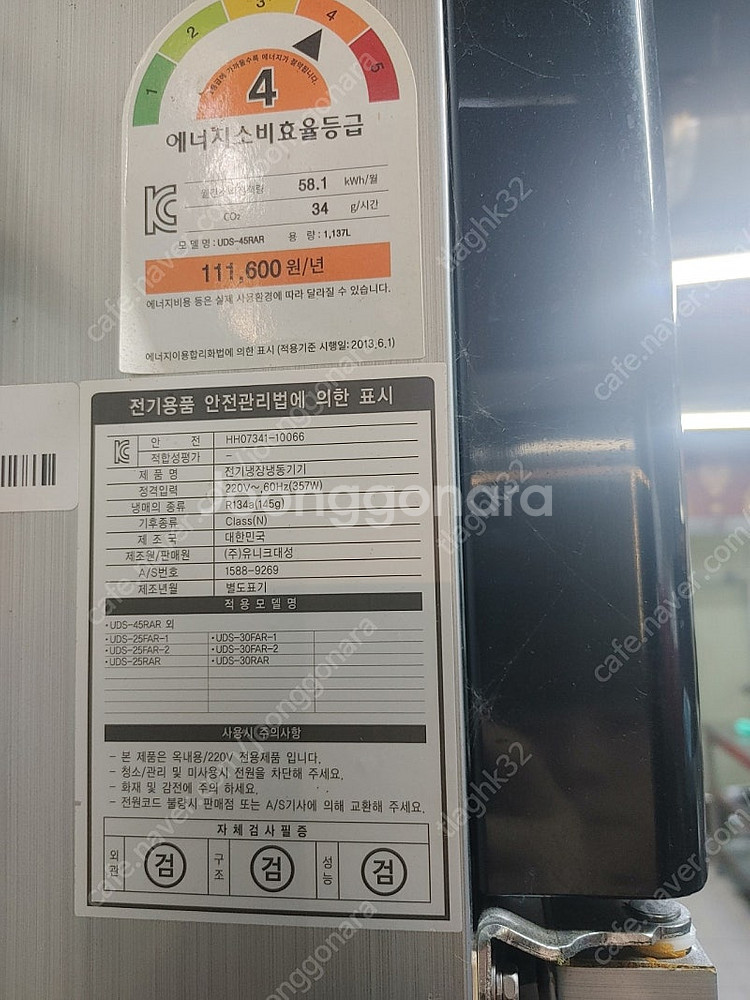 1 2 3 4 5
4
에너지소비효율등급
월간소비전력량 58.1 kWh/월
CO₂ 34 g/시간
모 델 명 : UDS-45RAR 용 량 : 1,137L
111,600 원/년
에너지비용 등은 실제 사용환경에 따라 달라질 수 있습니다.
에너지이용합리화법에 의한 표시 (적용기준 시행일: 2013.6.1)
전기용품 안전관리법에 의한 표시
안 전 HH07341-10066
적합성평가 -
제 품 명 전기냉장냉동기기
정격입력 220V~,60Hz(357W)
냉매의 종류 R134a(145g)
기후종류 Class(N)
제 조 국 대한민국
제조원/판매원 (주)유니크대성
A/S번호 1588-9269
제조년월 별도표기
적 용 모 델 명
• UDS-45RAR 외
• UDS-25FAR-1 • UDS-30FAR-1
• UDS-25FAR-2 • UDS-30FAR-2
• UDS-25RAR • UDS-30RAR
사용시 주의사항
- 본 제품은 옥내용/220V 전용제품 입니다.
- 청소/관리 및 미사용시 전원을 차단해 주세요.
- 화재 및 감전에 주의 하세요.
- 전원코드 불량시 판매점 또는 A/S기사에 의해 교환해 주세요.
자 체 검 사 필 증
외관 검 구조 검 성능 검
joonggonara
cafe.naver.com/joonggonara
tlaghk32